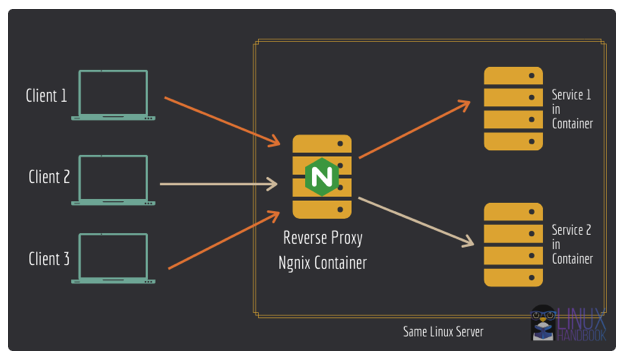 Client 1
Client 2
Client 3
N
Reverse Proxy
Ngnix Container
Service 1
in
Container
Service 2
in
Container
Same Linux Server
LINUX
HANDBOOK